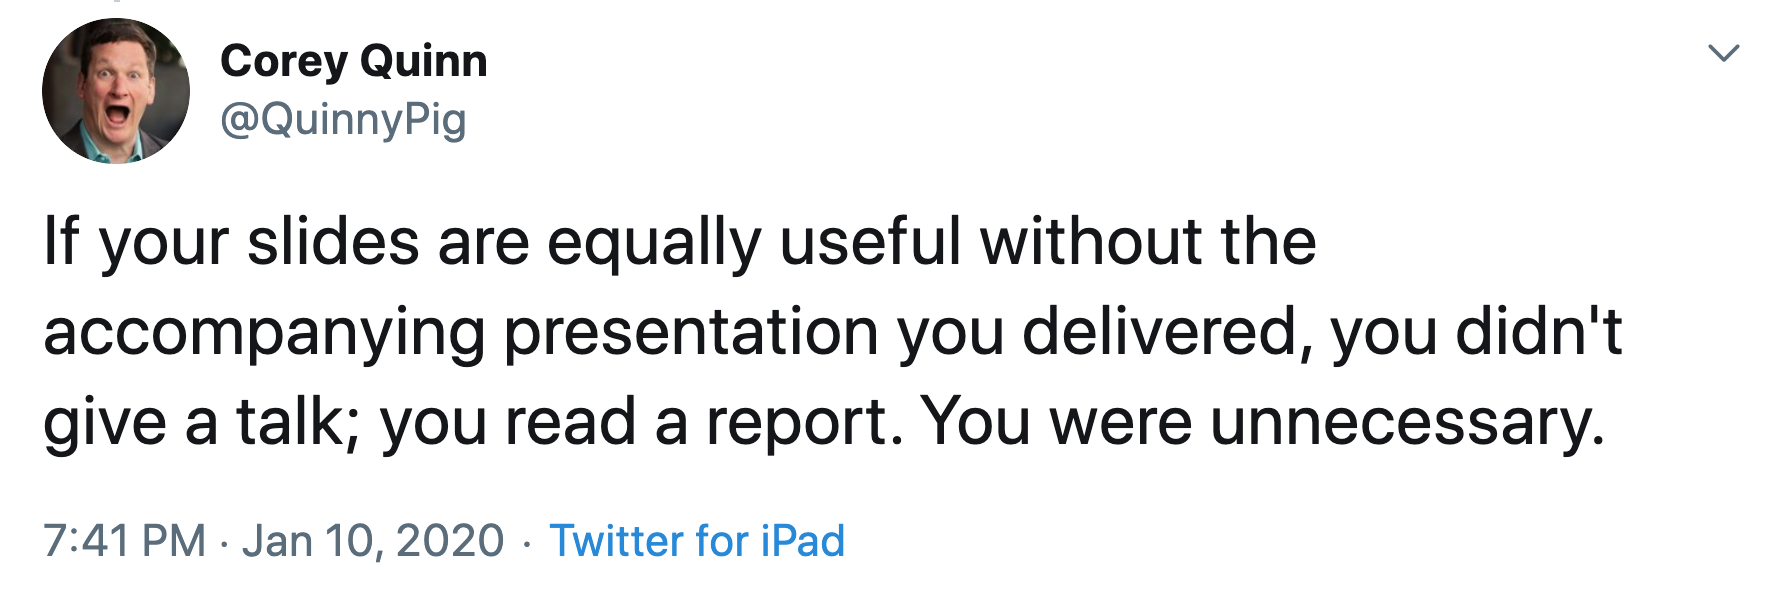 Corey Quinn
@QuinnyPig
If your slides are equally useful without the
accompanying presentation you delivered, you didn't
give a talk; you read a report. You were unnecessary.
7:41 PM · Jan 10, 2020 · Twitter for iPad